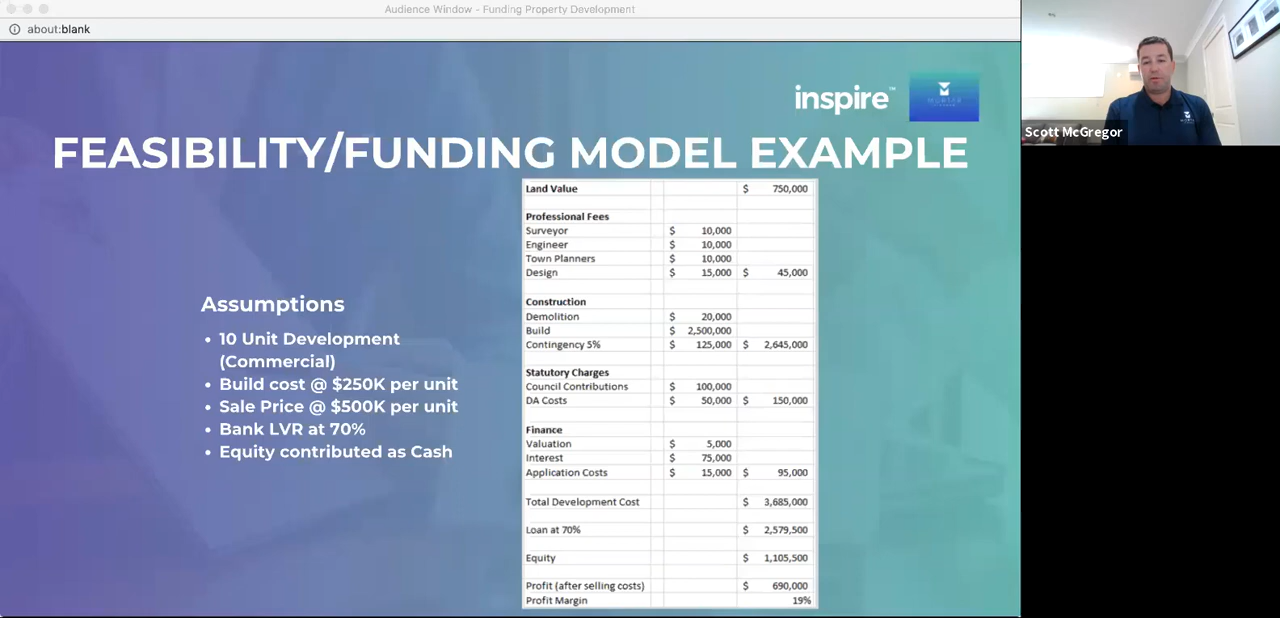 Audience Window - Funding Property Development
about:blank
inspire™
FEASIBILITY/FUNDING MODEL EXAMPLE
Scott McGregor
Assumptions
• 10 Unit Development
(Commercial)
• Build cost @ $250K per unit
• Sale Price @ $500K per unit
• Bank LVR at 70%
• Equity contributed as Cash
Land Value $ 750,000
Professional Fees
Surveyor $ 10,000
Engineer $ 10,000
Town Planners $ 10,000
Design $ 15,000 $ 45,000
Construction
Demolition $ 20,000
Build $ 2,500,000
Contingency 5% $ 125,000 $ 2,645,000
Statutory Charges
Council Contributions $ 100,000
DA Costs $ 50,000 $ 150,000
Finance
Valuation $ 5,000
Interest $ 75,000
Application Costs $ 15,000 $ 95,000
Total Development Cost $ 3,685,000
Loan at 70% $ 2,579,500
Equity $ 1,105,500
Profit (after selling costs) $ 690,000
Profit Margin 19%